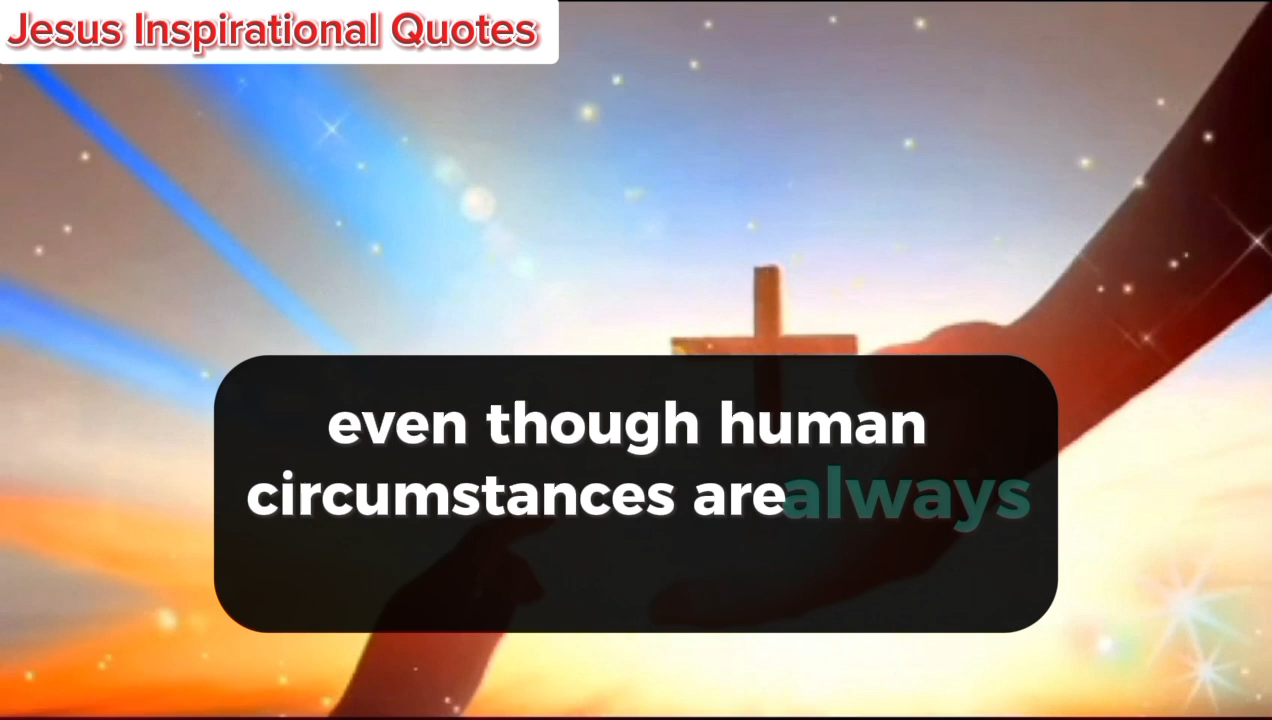 Jesus Inspirational Quotes
even though human
circumstances are always